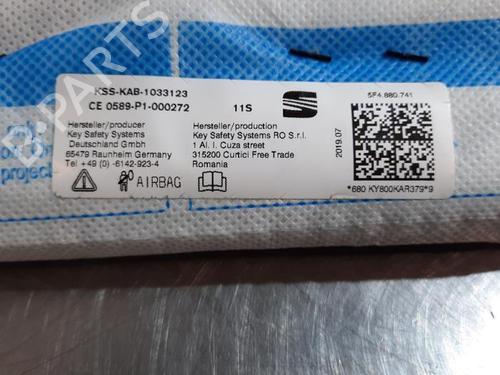 KSS-KAB-1033123
CE 0589-P1-000272
11S
Hersteller/producer
Key Safety Systems
Deutschland Gmbh
65479 Raunheim Germany
Tel +49 (0) -6142-923-4
Hersteller/production
Key Safety Systems RO S.r.l.
1 Al. I. Cuza street
315200 Curtici Free Trade
Romania
AIRBAG
2019.07
5F4.880.741
*680 KY800KAR379*9
project
B-PARTS